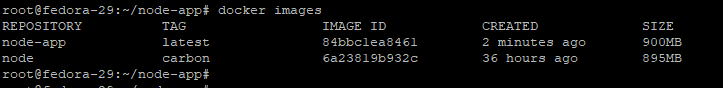 root@fedora-29:~/node-app# docker images
REPOSITORY TAG IMAGE ID CREATED SIZE
node-app latest 84bbc1ea8461 2 minutes ago 900MB
node carbon 6a23819b932c 36 hours ago 895MB
root@fedora-29:~/node-app#